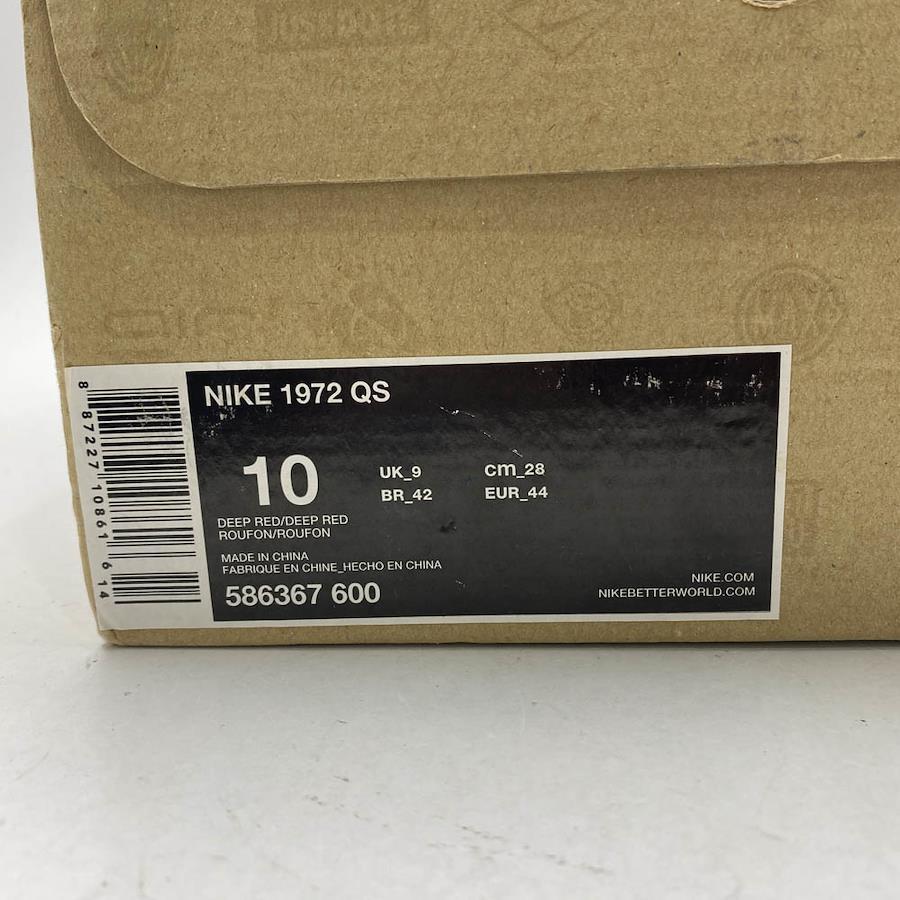 NIKE 1972 QS
10
UK_9
cm_28
BR_42
EUR_44
DEEP RED/DEEP RED
ROUFON/ROUFON
MADE IN CHINA
FABRIQUE EN CHINE_HECHO EN CHINA
586367 600
NIKE.COM
NIKEBETTERWORLD.COM
8 87227 10861 6 14